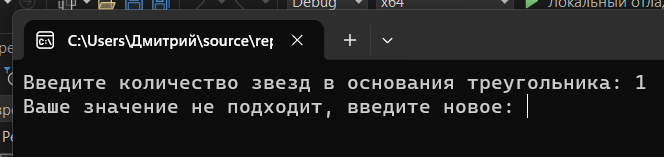 Debug
x64
Локальный отлад
C:\Users\Дмитрий\source\rep
Введите количество звезд в основания треугольника: 1
Ваше значение не подходит, введите новое: